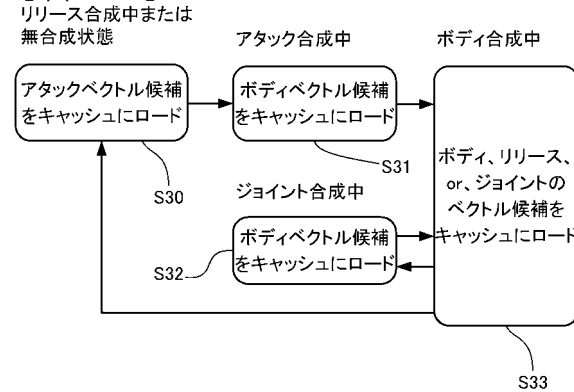 リリース合成中または
無合成状態
アタック合成中
ボディ合成中
アタックベクトル候補
をキャッシュにロード
ボディベクトル候補
をキャッシュにロード
S30
S31
ジョイント合成中
ボディベクトル候補
をキャッシュにロード
S32
ボディ、リリース、
or、ジョイントの
ベクトル候補を
キャッシュにロード
S33